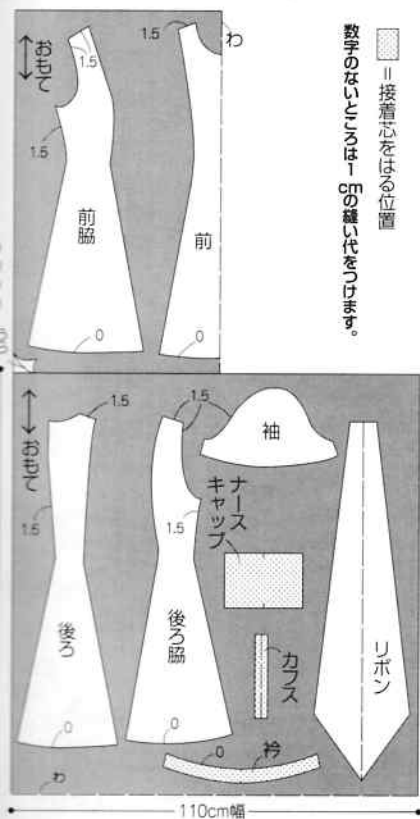 ＝接着芯をはる位置
数字のないところは1cmの縫い代をつけます。
おもて
1.5
1.5
前脇
0
1.5
わ
前
0
おもて
1.5
1.5
後ろ
0
1.5
1.5
後ろ脇
0
袖
ナース
キャップ
カフス
0
衿
リボン
わ
110cm幅